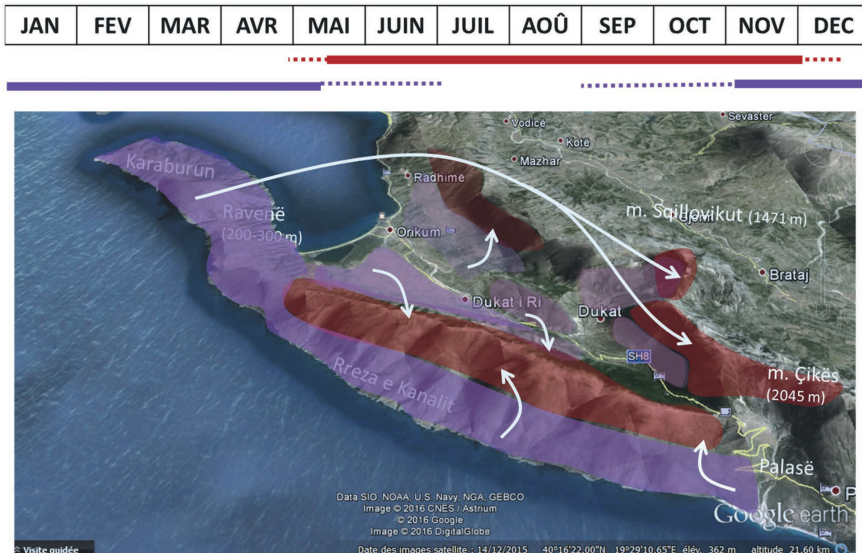 JAN FEV MAR AVR MAI JUIN JUIL AOÛ SEP OCT NOV DEC
Vodicë
Sevaster
Kotë
Mazhar
Karaburun
Radhimë
Ravenë
(200-300 m)
m. Sqillovikut (1471 m)
Orikum
Brataj
Dukat i Ri
Dukat
SH8
Rreza e Kanalit
m. Çikës
(2045 m)
Palasë
P
Data SIO, NOAA, U.S. Navy, NGA, GEBCO
Image © 2016 CNES / Astrium
© 2016 Google
Image © 2016 DigitalGlobe
Google earth
Visite guidée
Date des images satellite : 14/12/2015 40°16'22.00"N 19°29'10.65"E élév. 362 m altitude 21.60 km